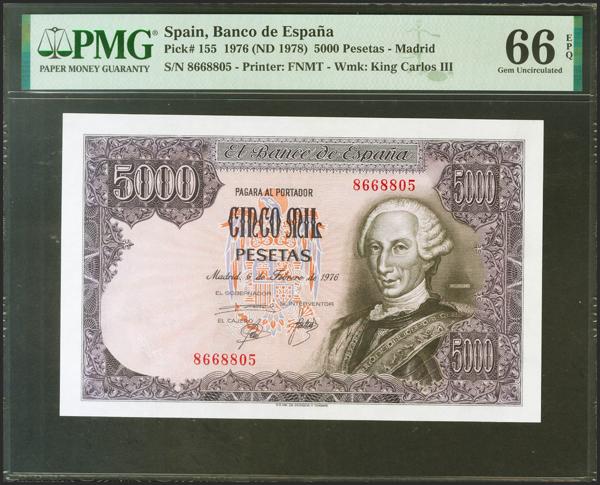 PMG
PAPER MONEY GUARANTY
Spain, Banco de España
Pick# 155 1976 (ND 1978) 5000 Pesetas - Madrid
S/N 8668805 - Printer: FNMT - Wmk: King Carlos III
66 EPQ
Gem Uncirculated
El Banco de España
5000
PAGARA AL PORTADOR
8668805
5000
CINCO MIL
PESETAS
Madrid, 6 de Febrero de 1976
EL GOBERNADOR
EL INTERVENTOR
EL CAJERO
8668805
5000